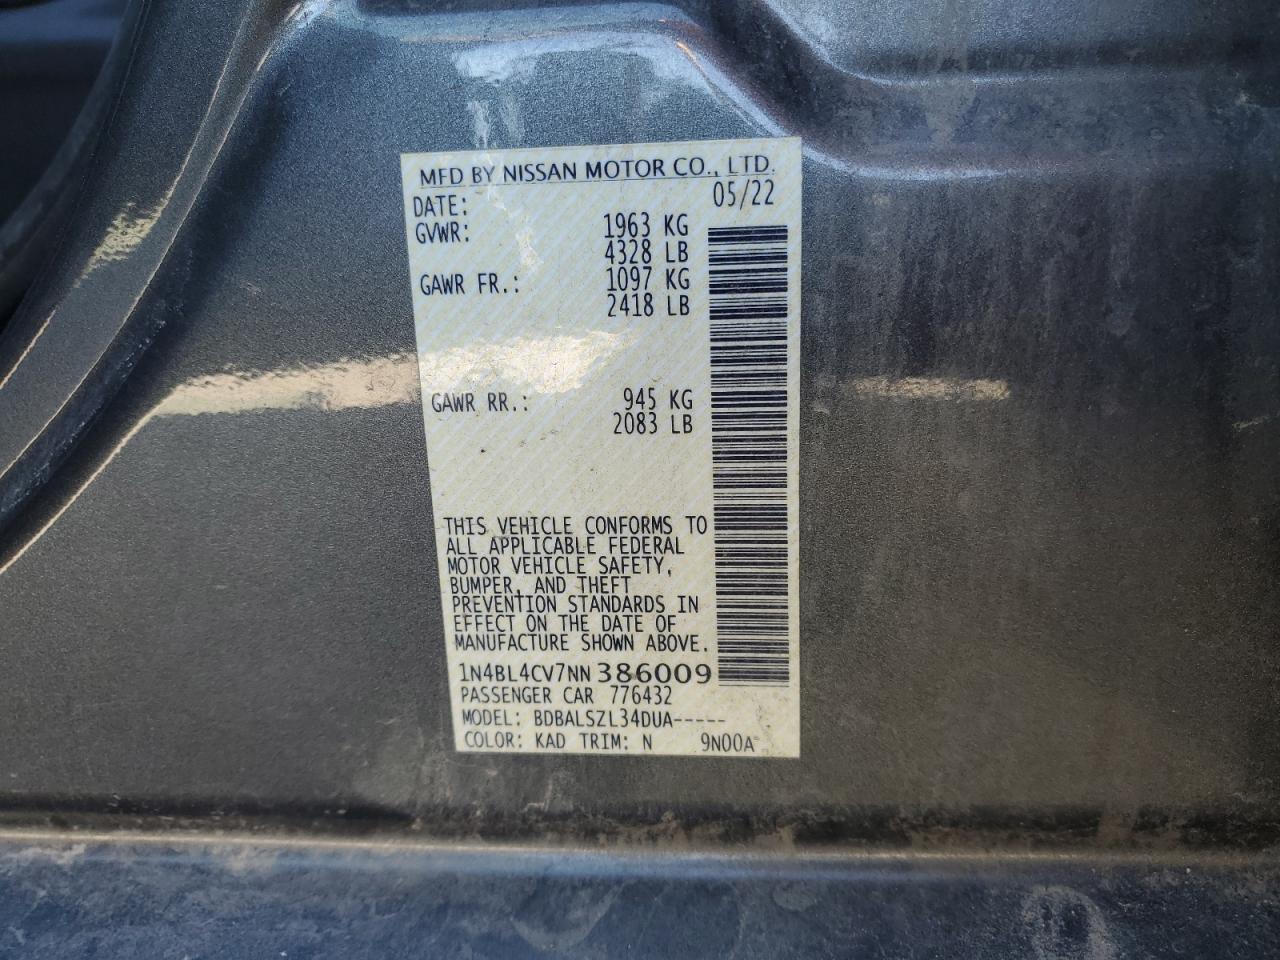 MFD BY NISSAN MOTOR CO., LTD.
DATE: 05/22
GVWR: 1963 KG
4328 LB
GAWR FR.: 1097 KG
2418 LB
GAWR RR.: 945 KG
2083 LB
THIS VEHICLE CONFORMS TO
ALL APPLICABLE FEDERAL
MOTOR VEHICLE SAFETY,
BUMPER, AND THEFT
PREVENTION STANDARDS IN
EFFECT ON THE DATE OF
MANUFACTURE SHOWN ABOVE.
1N4BL4CV7NN 386009
PASSENGER CAR 776432
MODEL: BDBALSZL34DUA-----
COLOR: KAD TRIM: N 9N00A